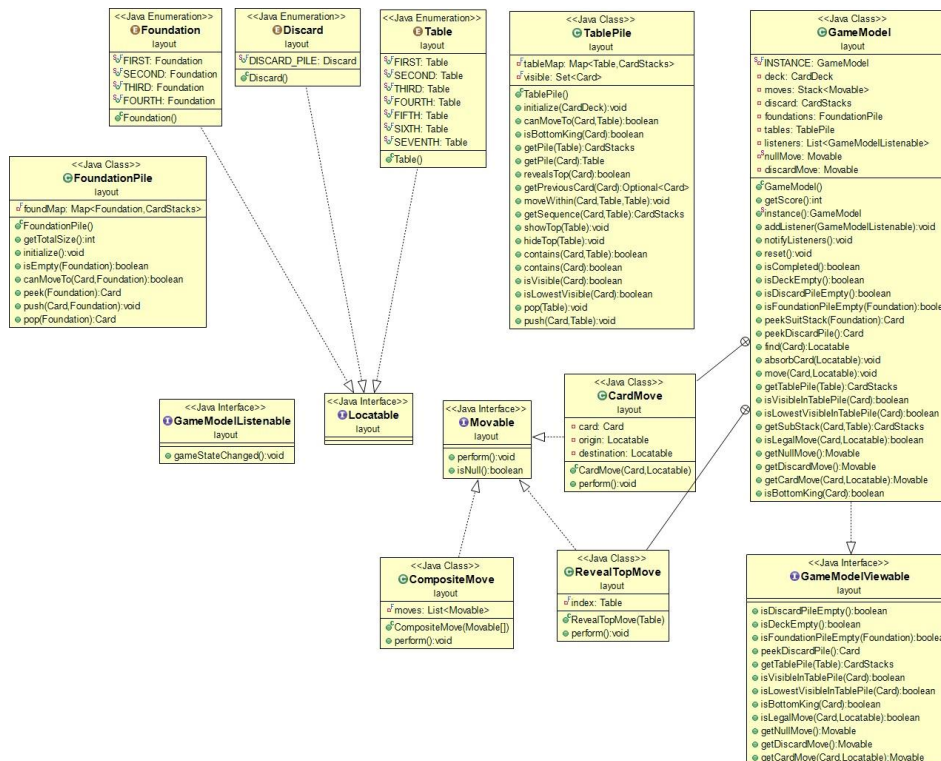 <<Java Enumeration>>
Foundation
layout
FIRST: Foundation
SECOND: Foundation
THIRD: Foundation
FOURTH: Foundation
Foundation()
<<Java Enumeration>>
Discard
layout
DISCARD_PILE: Discard
Discard()
<<Java Enumeration>>
Table
layout
FIRST: Table
SECOND: Table
THIRD: Table
FOURTH: Table
FIFTH: Table
SIXTH: Table
SEVENTH: Table
Table()
<<Java Class>>
TablePile
layout
tableMap: Map<Table,CardStacks>
visible: Set<Card>
TablePile()
initialize(CardDeck):void
canMoveTo(Card,Table):boolean
isBottomKing(Card):boolean
getPile(Table):CardStacks
getPile(Card):Table
revealsTop(Card):boolean
getPreviousCard(Card):Optional<Card>
moveWithin(Card,Table,Table):void
getSequence(Card,Table):CardStacks
showTop(Table):void
hideTop(Table):void
contains(Card,Table):boolean
contains(Card):boolean
isVisible(Card):boolean
isLowestVisible(Card):boolean
pop(Table):void
push(Card,Table):void
<<Java Class>>
GameModel
layout
INSTANCE: GameModel
deck: CardDeck
moves: Stack<Movable>
discard: CardStacks
foundations: FoundationPile
tables: TablePile
listeners: List<GameModelListenable>
nullMove: Movable
discardMove: Movable
GameModel()
getScore():int
instance():GameModel
addListener(GameModelListenable):void
notifyListeners():void
reset():void
isCompleted():boolean
isDeckEmpty():boolean
isDiscardPileEmpty():boolean
isFoundationPileEmpty(Foundation):boole
peekSuitStack(Foundation):Card
peekDiscardPile():Card
find(Card):Locatable
absorbCard(Locatable):void
move(Card,Locatable):void
getTablePile(Table):CardStacks
isVisibleInTablePile(Card):boolean
isLowestVisibleInTablePile(Card):boolean
getSubStack(Card,Table):CardStacks
isLegalMove(Card,Locatable):boolean
getNullMove():Movable
getDiscardMove():Movable
getCardMove(Card,Locatable):Movable
isBottomKing(Card):boolean
<<Java Class>>
FoundationPile
layout
foundMap: Map<Foundation,CardStacks>
FoundationPile()
getTotalSize():int
initialize():void
isEmpty(Foundation):boolean
canMoveTo(Card,Foundation):boolean
peek(Foundation):Card
push(Card,Foundation):void
pop(Foundation):Card
<<Java Interface>>
GameModelListenable
layout
gameStateChanged():void
<<Java Interface>>
Locatable
layout
<<Java Interface>>
Movable
layout
perform():void
isNull():boolean
<<Java Class>>
CardMove
layout
card: Card
origin: Locatable
destination: Locatable
CardMove(Card,Locatable)
perform():void
<<Java Class>>
CompositeMove
layout
moves: List<Movable>
CompositeMove(Movable[])
perform():void
<<Java Class>>
RevealTopMove
layout
index: Table
RevealTopMove(Table)
perform():void
<<Java Interface>>
GameModelViewable
layout
isDiscardPileEmpty():boolean
isDeckEmpty():boolean
isFoundationPileEmpty(Foundation):boolea
peekDiscardPile():Card
getTablePile(Table):CardStacks
isVisibleInTablePile(Card):boolean
isLowestVisibleInTablePile(Card):boolean
isBottomKing(Card):boolean
isLegalMove(Card,Locatable):boolean
getNullMove():Movable
getDiscardMove():Movable
getCardMove(Card,Locatable):Movable